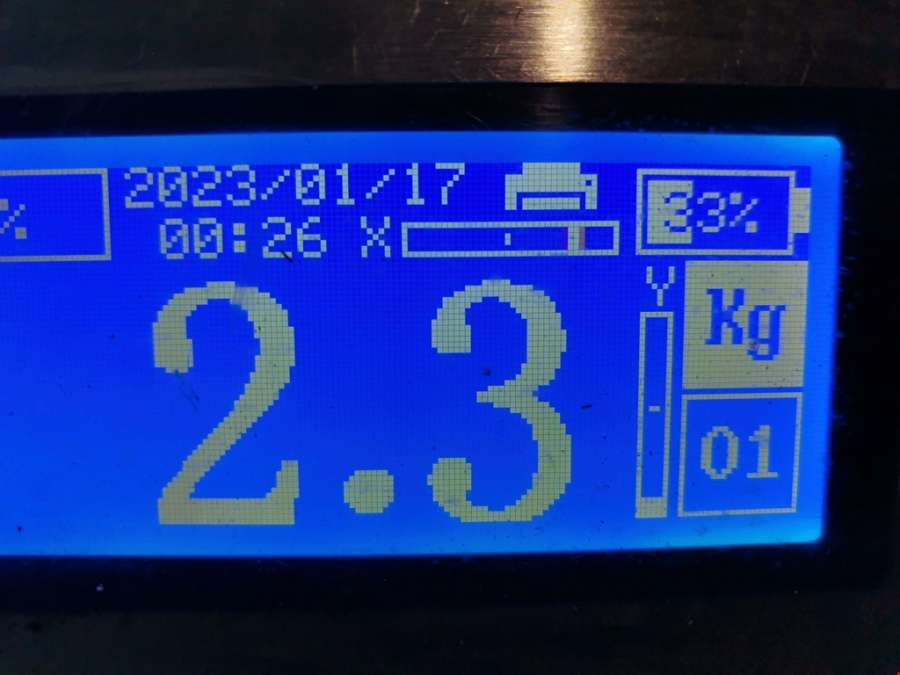 %
2023/01/17
33%
00:26 X
Y
Kg
2.3
01